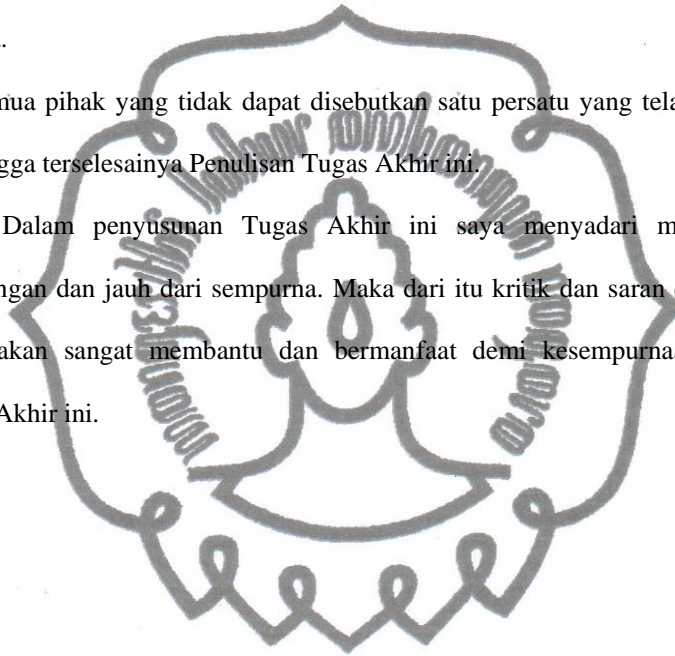 mua pihak yang tidak dapat disebutkan satu persatu yang tela
gga terselesainya Penulisan Tugas Akhir ini.
Dalam penyusunan Tugas Akhir ini saya menyadari m
ngan dan jauh dari sempurna. Maka dari itu kritik dan saran
akan sangat membantu dan bermanfaat demi kesempurnaa
Akhir ini.